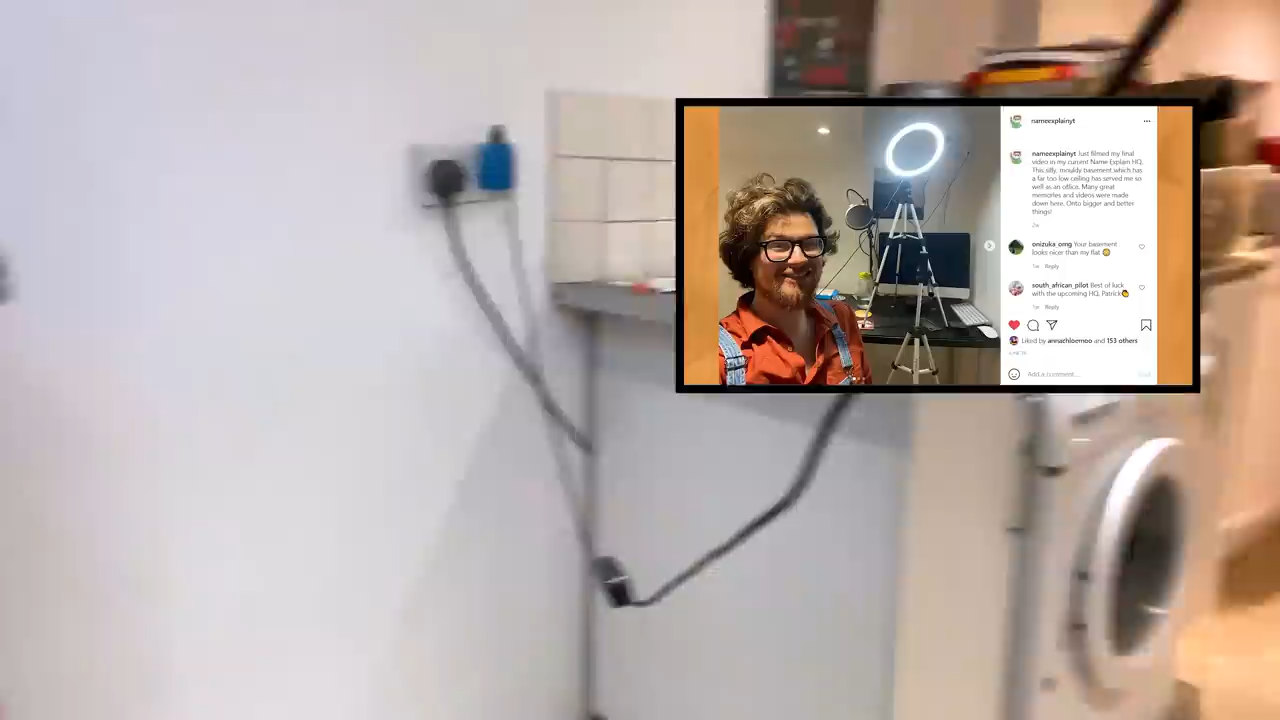 nameexplainyt
nameexplainyt Just filmed my final
video in my current Name Explain HQ.
This silly, mouldy basement which has
a far too low ceiling has served me so
well as an office. Many great
memories and videos were made
down here. Onto bigger and better
things!
2w
onizuka_omg Your basement
looks nicer than my flat 😳
1w Reply
south_african_pilot Best of luck
with the upcoming HQ, Patrick👏
1w Reply
Liked by annachloemoo and 153 others
Add a comment...